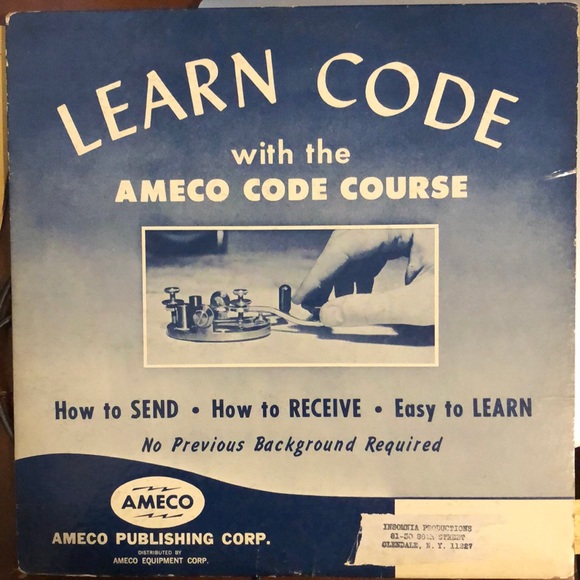 LEARN CODE
with the
AMECO CODE COURSE
How to SEND • How to RECEIVE • Easy to LEARN
No Previous Background Required
AMECO
AMECO PUBLISHING CORP.
DISTRIBUTED BY
AMECO EQUIPMENT CORP.
INSOMNIA PRODUCTIONS
STREET
GLENDALE, N. Y. 11227